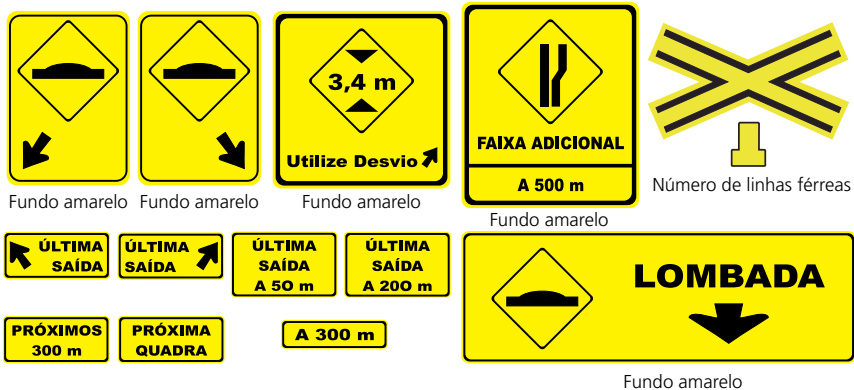 Fundo amarelo
Fundo amarelo
3,4 m
Utilize Desvio
Fundo amarelo
FAIXA ADICIONAL
A 500 m
Fundo amarelo
Número de linhas férreas
ÚLTIMA
SAÍDA
ÚLTIMA
SAÍDA
ÚLTIMA
SAÍDA
A 50 m
ÚLTIMA
SAÍDA
A 200 m
PRÓXIMOS
300 m
PRÓXIMA
QUADRA
A 300 m
LOMBADA
Fundo amarelo